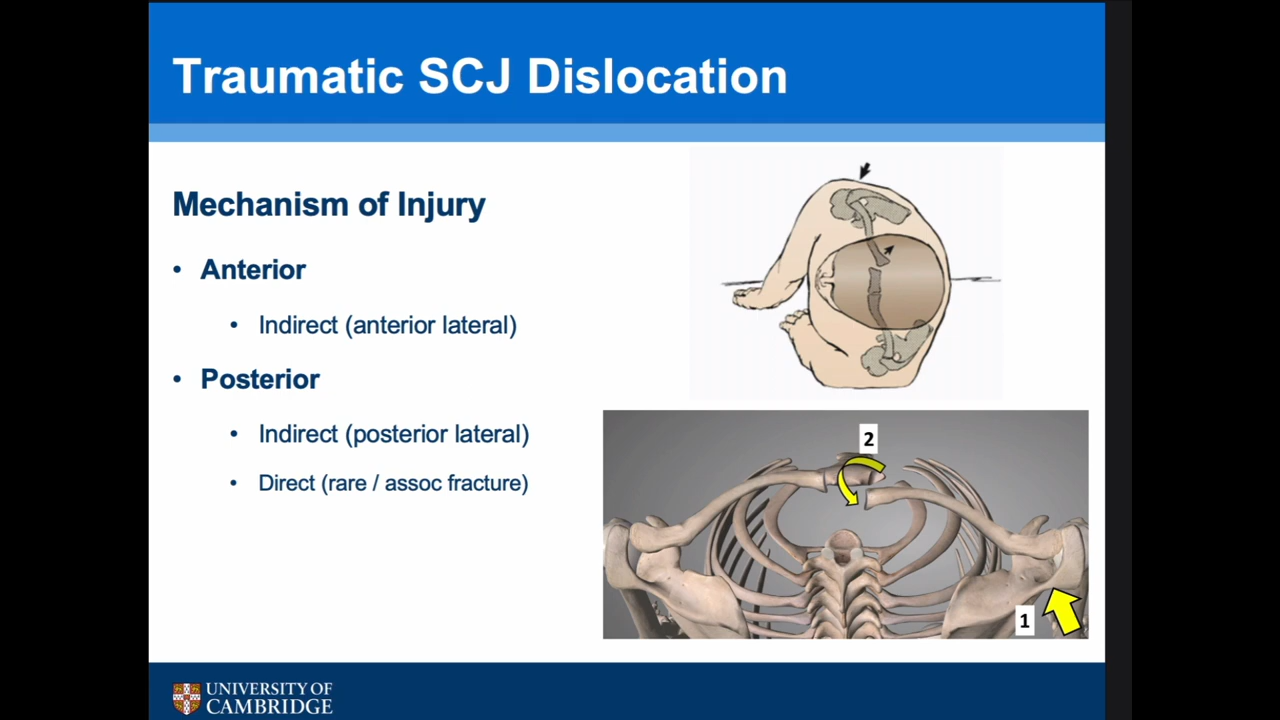 Traumatic SCJ Dislocation
Mechanism of Injury
• Anterior
• Indirect (anterior lateral)
• Posterior
• Indirect (posterior lateral)
• Direct (rare / assoc fracture)
2
1
UNIVERSITY OF
CAMBRIDGE